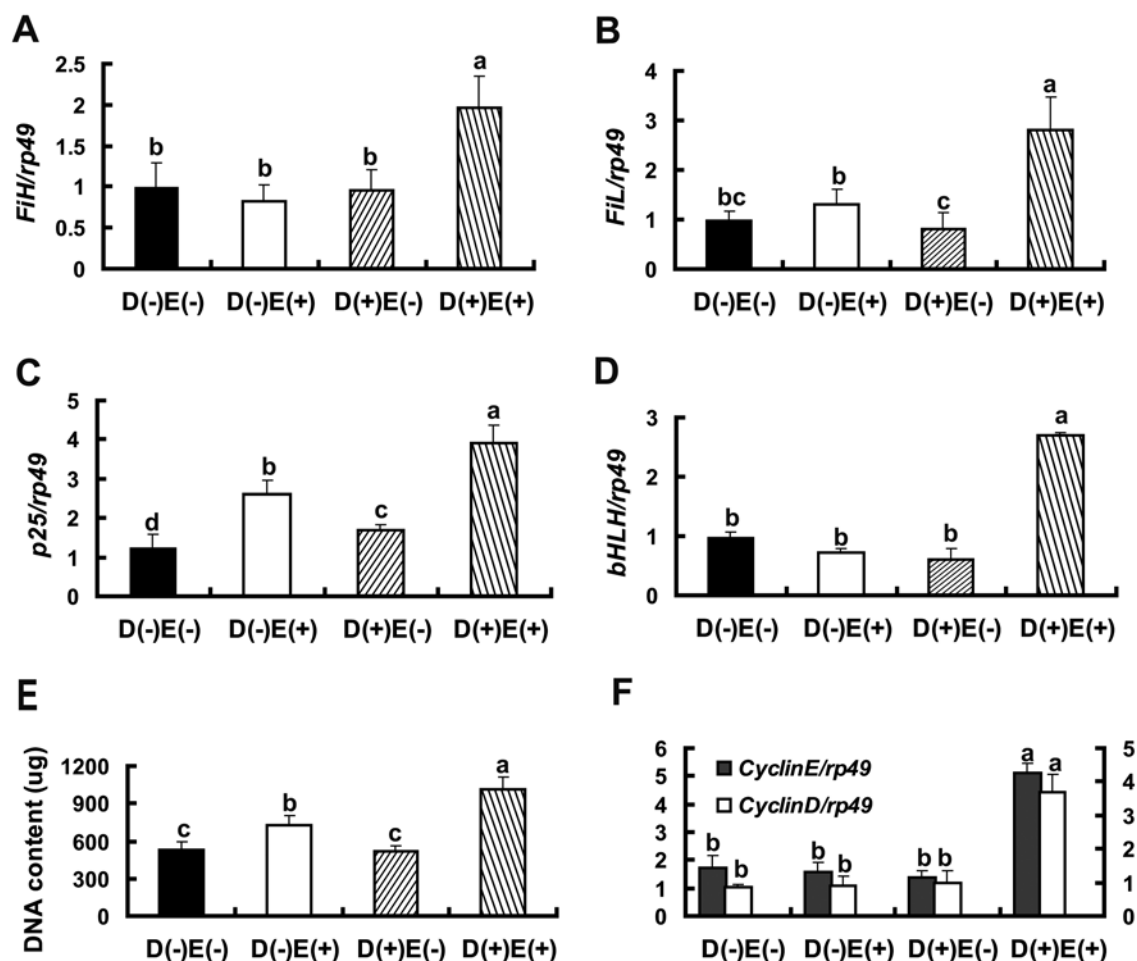 A
FiH/rp49
2.5
2
1.5
1
0.5
0
b
b
b
a
D(-)E(-) D(-)E(+) D(+)E(-) D(+)E(+)
B
FiL/rp49
4
3
2
1
0
bc
b
c
a
D(-)E(-) D(-)E(+) D(+)E(-) D(+)E(+)
C
p25/rp49
5
4
3
2
1
0
d
b
c
a
D(-)E(-) D(-)E(+) D(+)E(-) D(+)E(+)
D
bHLH/rp49
3
2
1
0
b
b
b
a
D(-)E(-) D(-)E(+) D(+)E(-) D(+)E(+)
E
DNA content (ug)
1200
900
600
300
0
c
b
c
a
D(-)E(-) D(-)E(+) D(+)E(-) D(+)E(+)
F
6
5
4
3
2
1
0
CyclinE/rp49
CyclinD/rp49
b b
b b
b b
a a
5
4
3
2
1
0
D(-)E(-) D(-)E(+) D(+)E(-) D(+)E(+)